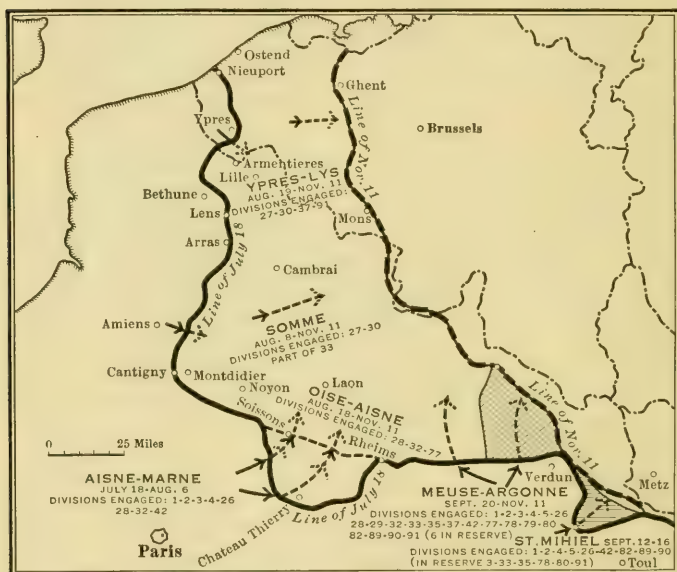 Ostend
Nieuport
Ghent
Ypres
Brussels
Armentieres
Lille
YPRES-LYS
AUG. 19-NOV. 11
DIVISIONS ENGAGED:
27-30-37-91
Bethune
Lens
Mons
Arras
Line of Nov. 11
Line of July 18
Cambrai
SOMME
AUG. 8-NOV. 11
DIVISIONS ENGAGED: 27-30
PART OF 33
Amiens
Cantigny
Montdidier
Noyon
Laon
OISE-AISNE
AUG. 18-NOV. 11
DIVISIONS ENGAGED: 28-32-77
Soissons
Rheims
Line of Nov. 11
25 Miles
AISNE-MARNE
JULY 18-AUG. 6
DIVISIONS ENGAGED: 1-2-3-4-26
28-32-42
Chateau Thierry
Line of July 18
Verdun
Metz
MEUSE-ARGONNE
SEPT. 20-NOV. 11
DIVISIONS ENGAGED: 1-2-3-4-5-26
28-29-32-33-35-37-42-77-78-79-80
82-89-90-91 (6 IN RESERVE)
Paris
ST. MIHIEL SEPT. 12-16
DIVISIONS ENGAGED: 1-2-4-5-26-42-82-89-90
(IN RESERVE 3-33-35-78-80-91)
Toul